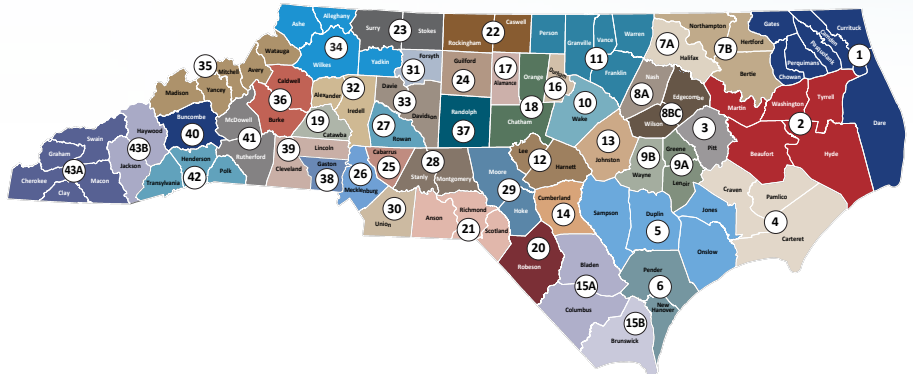 Ashe
Alleghany
Surry
23
Stokes
Rockingham
22
Caswell
Person
Granville
Vance
Warren
11
Franklin
7A
Halifax
Northampton
7B
Hertford
Bertie
Gates
Currituck
Camden
Pasquotank
Perquimans
Chowan
1
Dare
Watauga
34
Wilkes
Yadkin
Forsyth
31
Guilford
24
17
Alamance
Orange
Durham
16
18
Chatham
10
Wake
Nash
8A
Edgecombe
8BC
Wilson
Martin
Washington
Tyrrell
2
Beaufort
Hyde
35
Mitchell
Avery
Madison
Yancey
Caldwell
36
Burke
Alexander
32
Iredell
Davie
33
Davidson
Randolph
37
19
Catawba
27
Rowan
Buncombe
40
McDowell
41
Rutherford
Haywood
43B
Jackson
Swain
Graham
43A
Cherokee
Clay
Macon
Henderson
42
Transylvania
Polk
39
Cleveland
Lincoln
Gaston
38
26
Mecklenburg
Cabarrus
25
28
Stanly
Montgomery
Moore
29
Hoke
Lee
12
Harnett
13
Johnston
9B
Wayne
Greene
9A
Lenoir
3
Pitt
Craven
Pamlico
4
Carteret
Jones
30
Union
Anson
Richmond
21
Scotland
Cumberland
14
Sampson
Duplin
5
Onslow
20
Robeson
Bladen
15A
Columbus
Pender
6
New
Hanover
15B
Brunswick